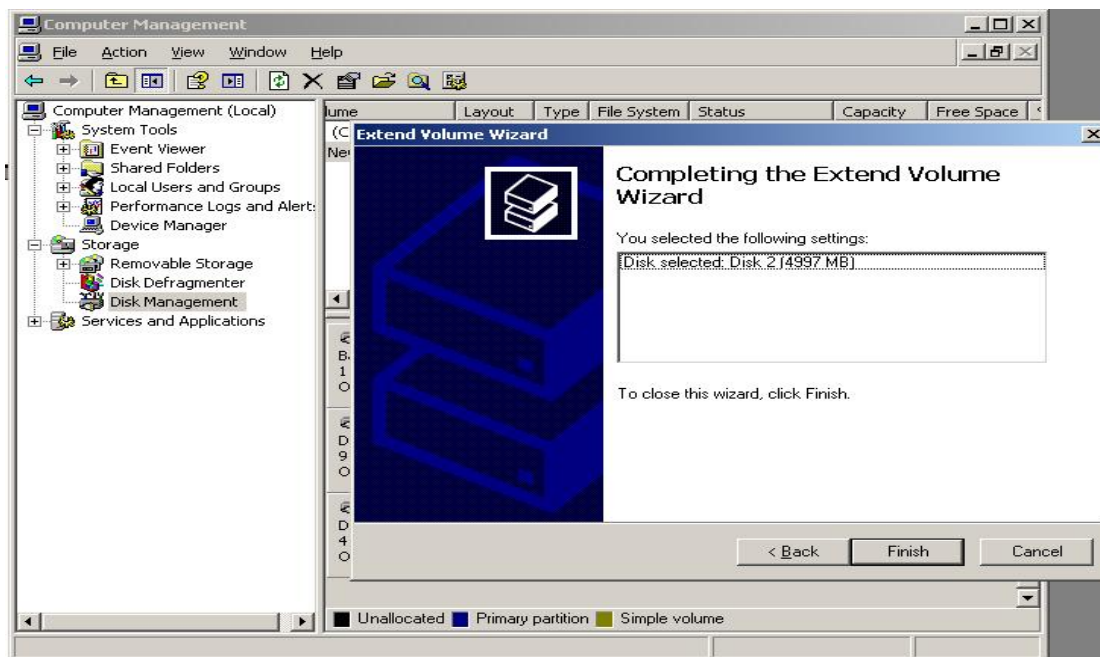 Computer Management
File Action View Window Help
Computer Management (Local)
System Tools
Event Viewer
Shared Folders
Local Users and Groups
Performance Logs and Alert
Device Manager
Storage
Removable Storage
Disk Defragmenter
Disk Management
Services and Applications
lume Layout Type File System Status Capacity Free Space
(C
Ne
B
1
O
D
9
O
D
4
O
Extend Volume Wizard
Completing the Extend Volume
Wizard
You selected the following settings:
Disk selected: Disk 2 (4997 MB)
To close this wizard, click Finish.
< Back Finish Cancel
Unallocated Primary partition Simple volume